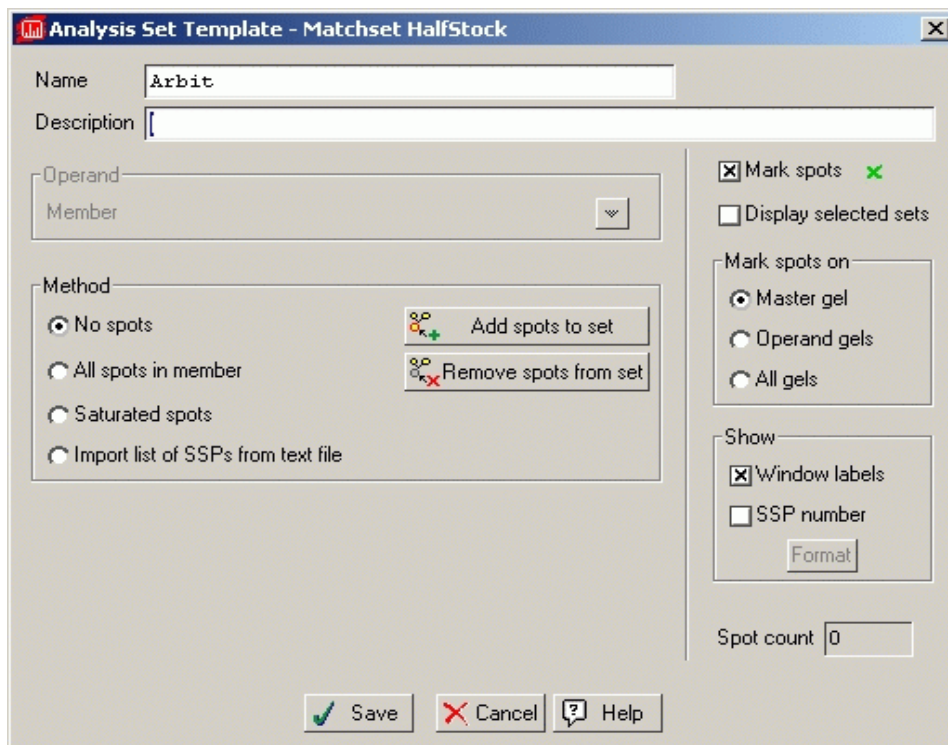 Analysis Set Template - Matchset HalfStock
Name Arbit
Description
Operand
Member
Method
No spots
All spots in member
Saturated spots
Import list of SSPs from text file
Add spots to set
Remove spots from set
Mark spots
Display selected sets
Mark spots on
Master gel
Operand gels
All gels
Show
Window labels
SSP number
Format
Spot count 0
Save Cancel Help